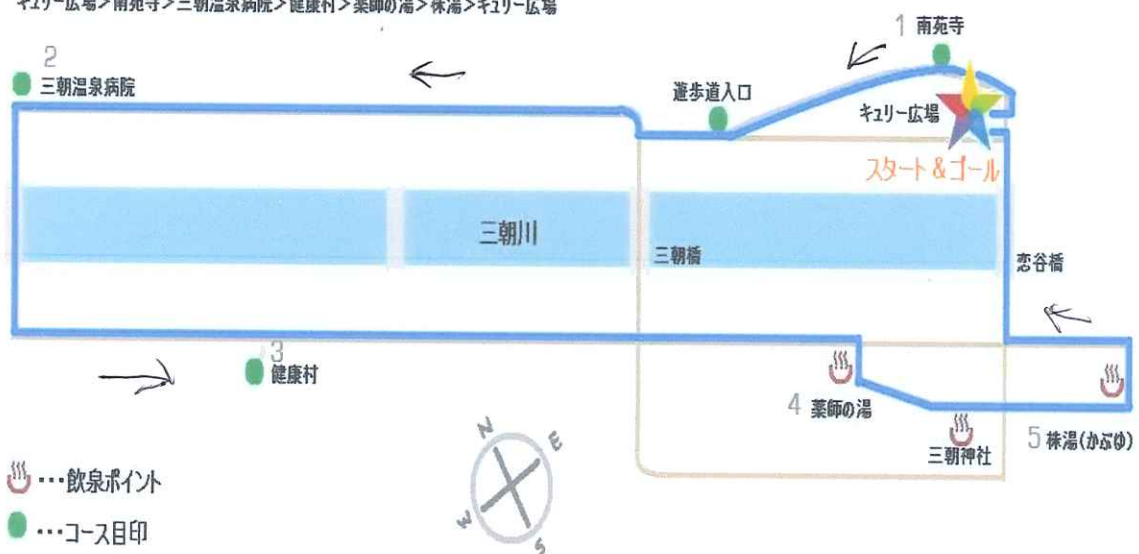 キュリー広場>南苑寺>三朝温泉病院>健康村>薬師の湯>株湯>キュリー広場
1 南苑寺
2
三朝温泉病院
遊歩道入口
キュリー広場
スタート&ゴール
三朝川
三朝橋
恋谷橋
3
健康村
4 薬師の湯
三朝神社
5 株湯(かぶゆ)
N
E
W
S
…飲泉ポイント
…コース目印